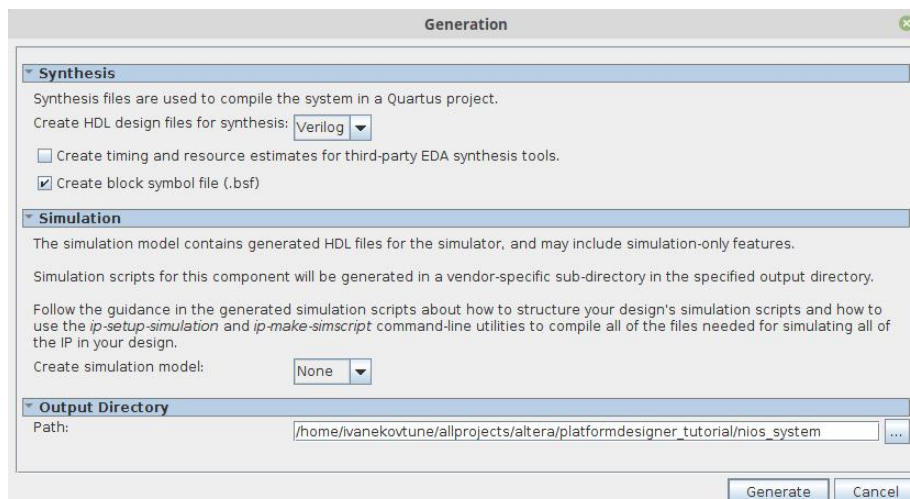 Generation
Synthesis
Synthesis files are used to compile the system in a Quartus project.
Create HDL design files for synthesis: Verilog
Create timing and resource estimates for third-party EDA synthesis tools.
Create block symbol file (.bsf)
Simulation
The simulation model contains generated HDL files for the simulator, and may include simulation-only features.
Simulation scripts for this component will be generated in a vendor-specific sub-directory in the specified output directory.
Follow the guidance in the generated simulation scripts about how to structure your design's simulation scripts and how to
use the ip-setup-simulation and ip-make-simscript command-line utilities to compile all of the files needed for simulating all of
the IP in your design.
Create simulation model: None
Output Directory
Path: /home/ivanekovtune/allprojects/altera/platformdesigner_tutorial/nios_system ...
Generate Cancel